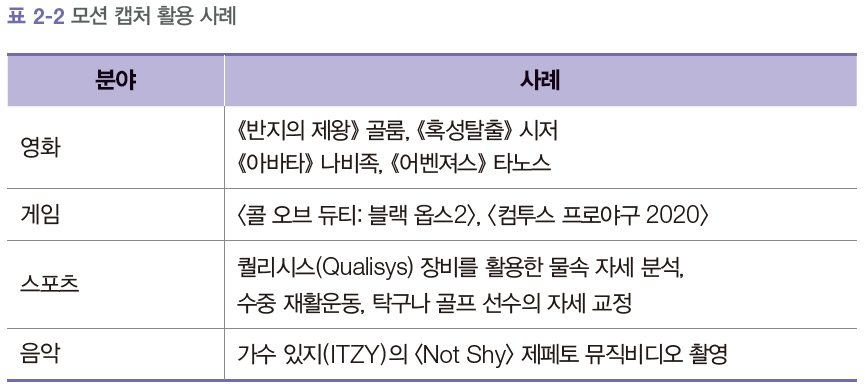 표 2-2 모션 캡처 활용 사례
분야 사례
영화
《반지의 제왕》 골룸, 《혹성탈출》 시저
《아바타》 나비족, 《어벤져스》 타노스
게임 〈콜 오브 듀티: 블랙 옵스2〉, 〈컴투스 프로야구 2020〉
스포츠
퀄리시스(Qualisys) 장비를 활용한 물속 자세 분석,
수중 재활운동, 탁구나 골프 선수의 자세 교정
음악 가수 있지(ITZY)의 〈Not Shy〉 제페토 뮤직비디오 촬영